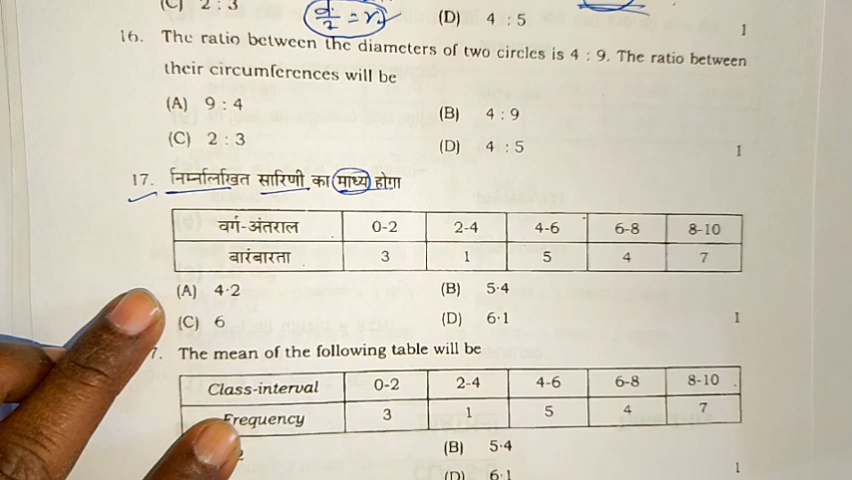 (C) 2 : 3
d/2 = r
(D) 4 : 5
1
16. The ratio between the diameters of two circles is 4 : 9. The ratio between
their circumferences will be
(A) 9 : 4
(B) 4 : 9
(C) 2 : 3
(D) 4 : 5
1
17. निम्नलिखित सारिणी का माध्य होगा
वर्ग-अंतराल 0-2 2-4 4-6 6-8 8-10
बारंबारता 3 1 5 4 7
(A) 4·2
(B) 5·4
(C) 6
(D) 6·1
1
7. The mean of the following table will be
Class-interval 0-2 2-4 4-6 6-8 8-10
Frequency 3 1 5 4 7
2
(B) 5·4
(D) 6·1
1